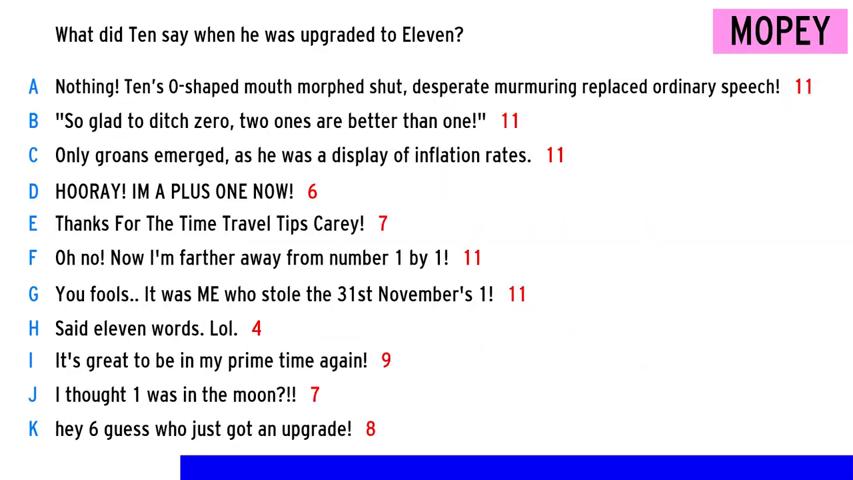 What did Ten say when he was upgraded to Eleven?
MOPEY
A Nothing! Ten's O-shaped mouth morphed shut, desperate murmuring replaced ordinary speech! 11
B "So glad to ditch zero, two ones are better than one!" 11
C Only groans emerged, as he was a display of inflation rates. 11
D HOORAY! IM A PLUS ONE NOW! 6
E Thanks For The Time Travel Tips Carey! 7
F Oh no! Now I'm farther away from number 1 by 1! 11
G You fools.. It was ME who stole the 31st November's 1! 11
H Said eleven words. Lol. 4
I It's great to be in my prime time again! 9
J I thought 1 was in the moon?!! 7
K hey 6 guess who just got an upgrade! 8